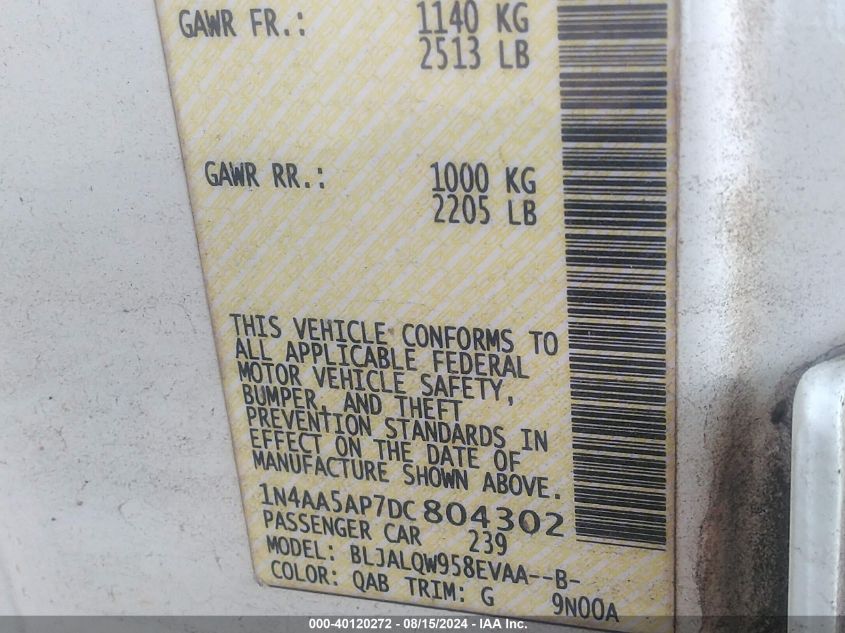 GAWR FR.: 1140 KG
2513 LB
GAWR RR.: 1000 KG
2205 LB
THIS VEHICLE CONFORMS TO
ALL APPLICABLE FEDERAL
MOTOR VEHICLE SAFETY,
BUMPER, AND THEFT
PREVENTION STANDARDS IN
EFFECT ON THE DATE OF
MANUFACTURE SHOWN ABOVE.
1N4AA5AP7DC804302
PASSENGER CAR 239
MODEL: BLJALQW958EVAA--B-
COLOR: QAB TRIM: G 9N00A
000-40120272 - 08/15/2024 - IAA Inc.